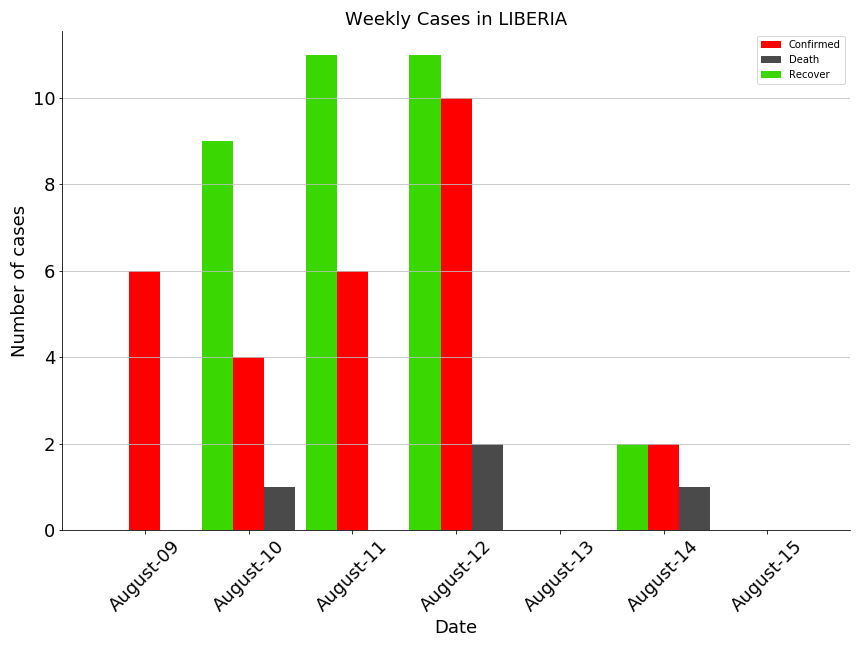 Weekly Cases in LIBERIA
Confirmed
Death
Recover
Number of cases
10
8
6
4
2
0
August-09
August-10
August-11
August-12
August-13
August-14
August-15
Date